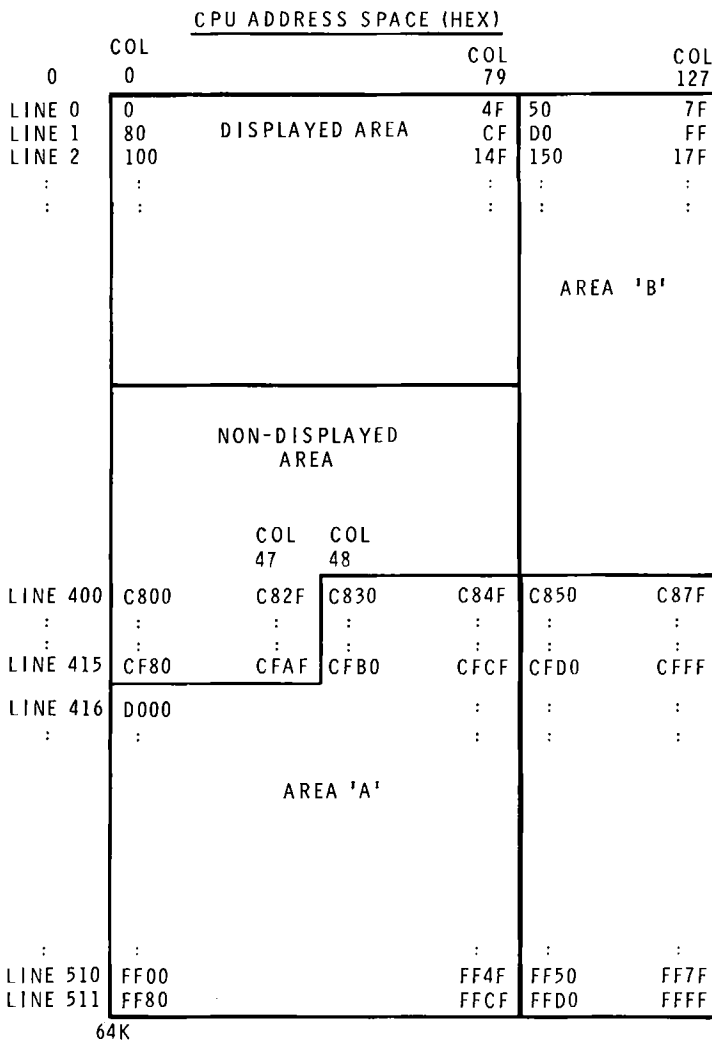 CPU ADDRESS SPACE (HEX)
COL COL COL
0 0 79 127
LINE 0 0 4F 50 7F
LINE 1 80 DISPLAYED AREA CF D0 FF
LINE 2 100 14F 150 17F
: : : : :
: : : : :
AREA 'B'
NON-DISPLAYED
AREA
COL COL
47 48
LINE 400 C800 C82F C830 C84F C850 C87F
: : : : : : :
: : : : : : :
LINE 415 CF80 CFAF CFB0 CFCF CFD0 CFFF
LINE 416 D000 : : :
: : : : :
AREA 'A'
: : : : :
LINE 510 FF00 FF4F FF50 FF7F
LINE 511 FF80 FFCF FFD0 FFFF
64K